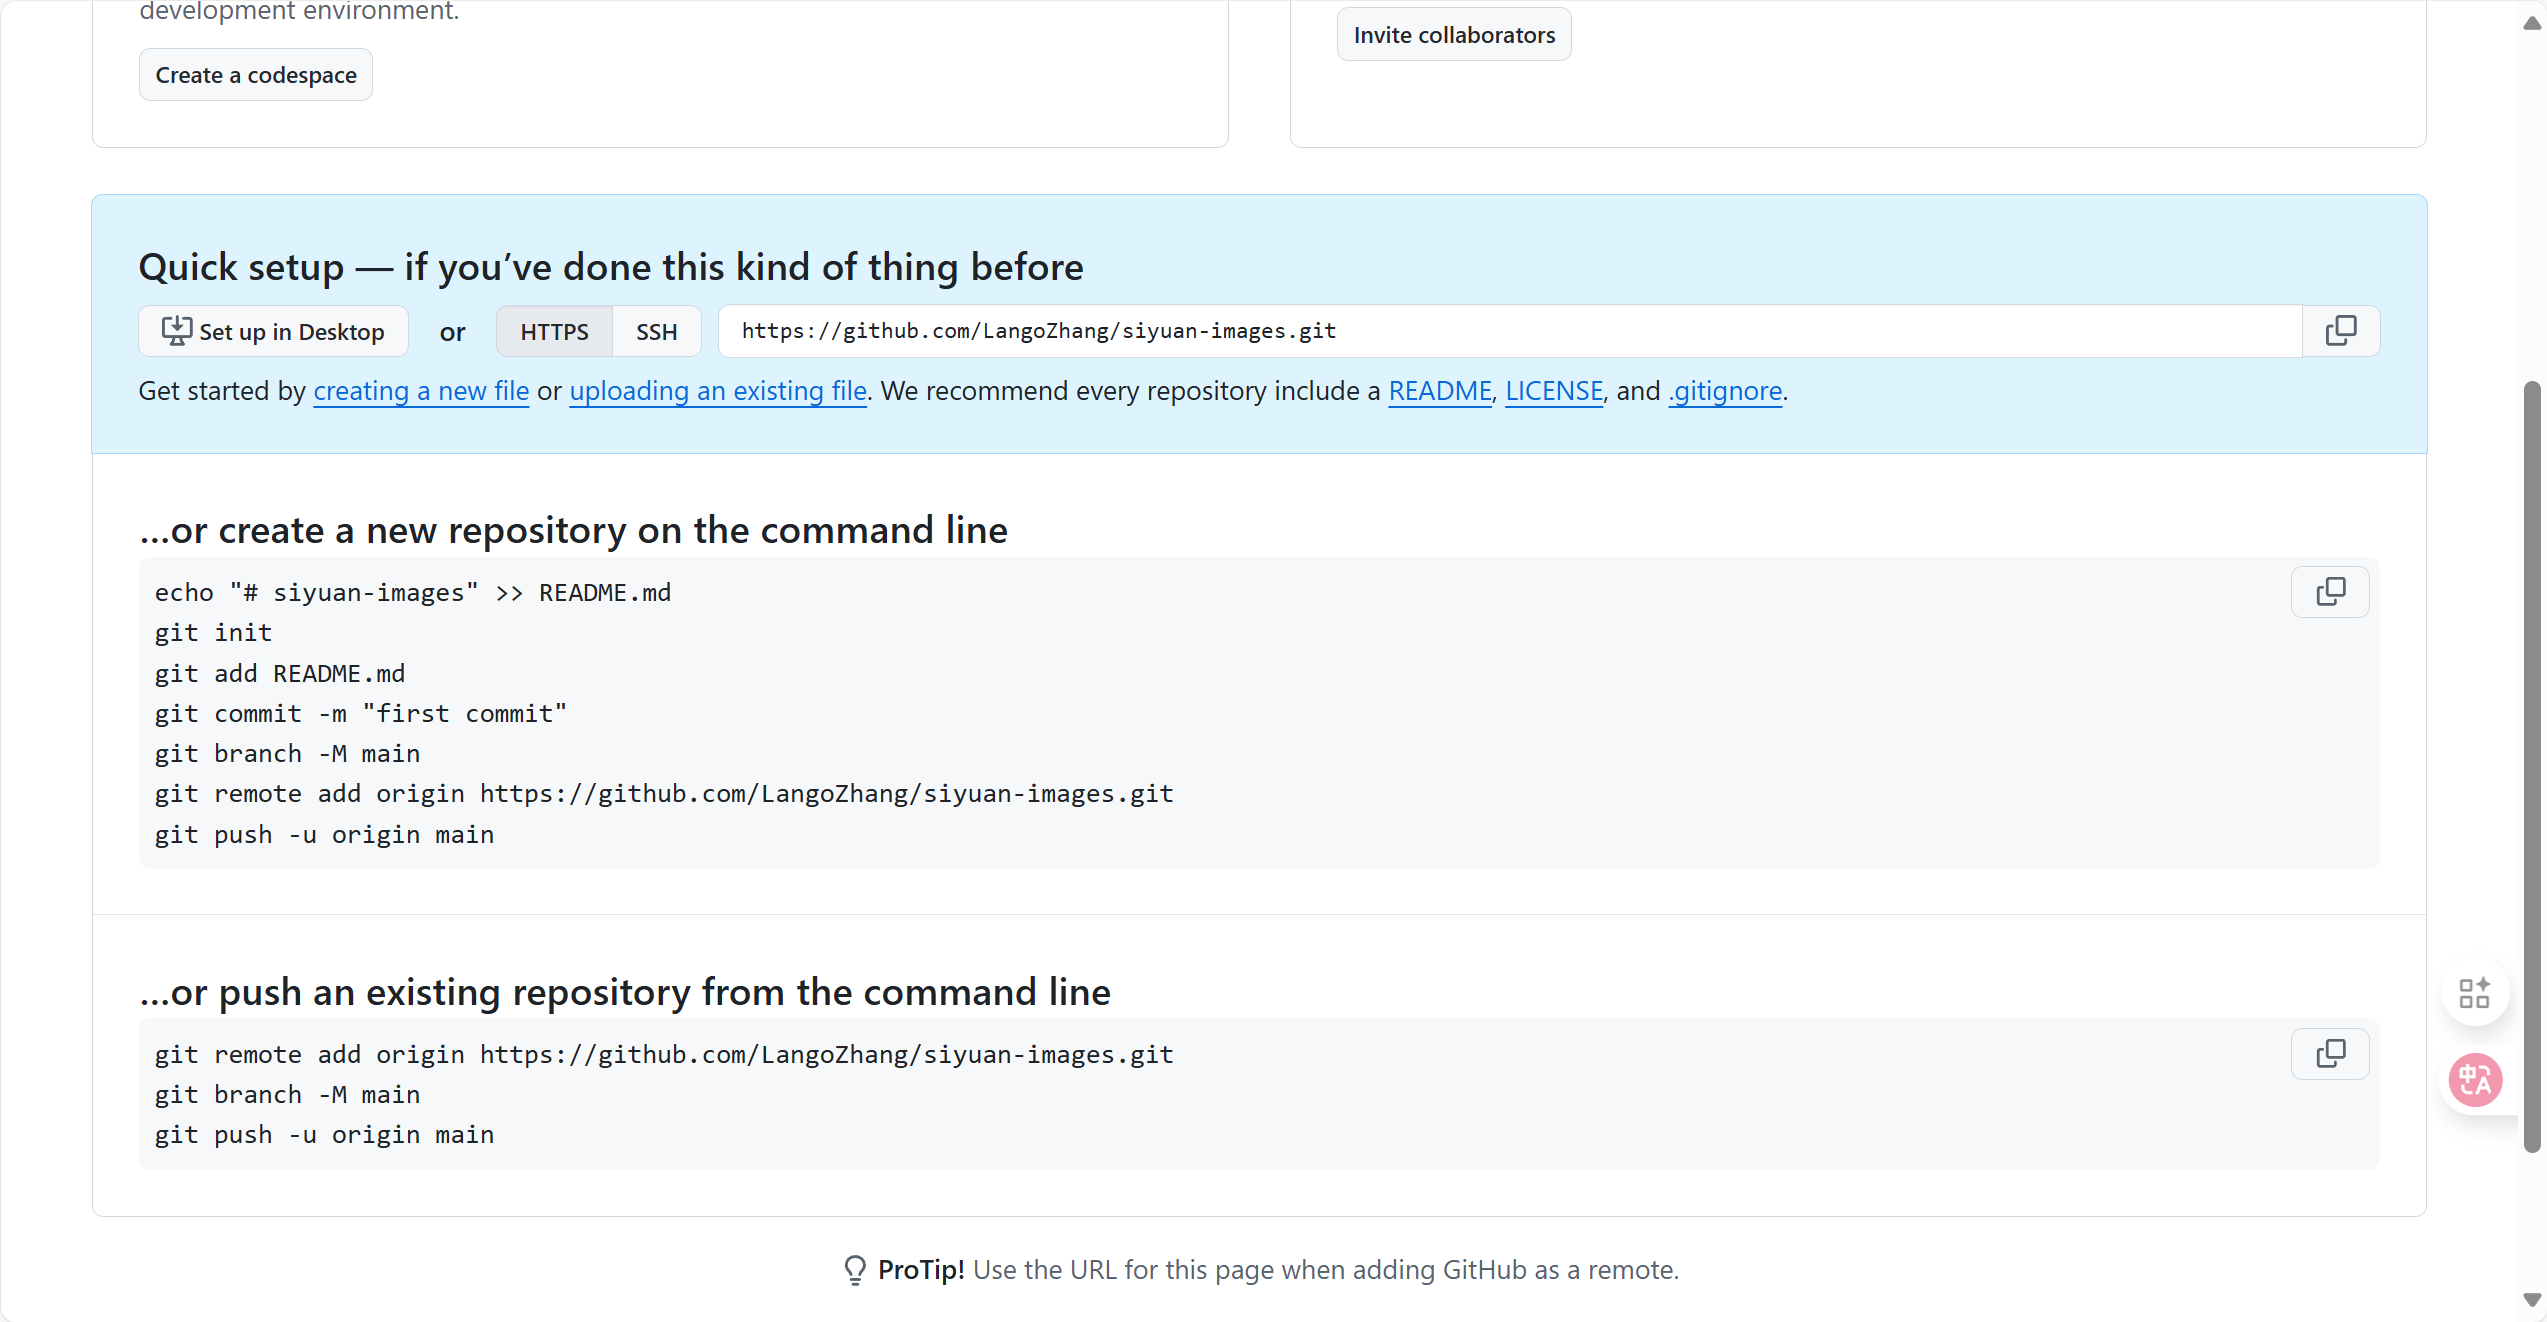 development environment.
Create a codespace
Invite collaborators
Quick setup — if you’ve done this kind of thing before
Set up in Desktop or HTTPS SSH https://github.com/LangoZhang/siyuan-images.git
Get started by creating a new file or uploading an existing file. We recommend every repository include a README, LICENSE, and .gitignore.
…or create a new repository on the command line
echo "# siyuan-images" >> README.md
git init
git add README.md
git commit -m "first commit"
git branch -M main
git remote add origin https://github.com/LangoZhang/siyuan-images.git
git push -u origin main
…or push an existing repository from the command line
git remote add origin https://github.com/LangoZhang/siyuan-images.git
git branch -M main
git push -u origin main
中A
ProTip! Use the URL for this page when adding GitHub as a remote.